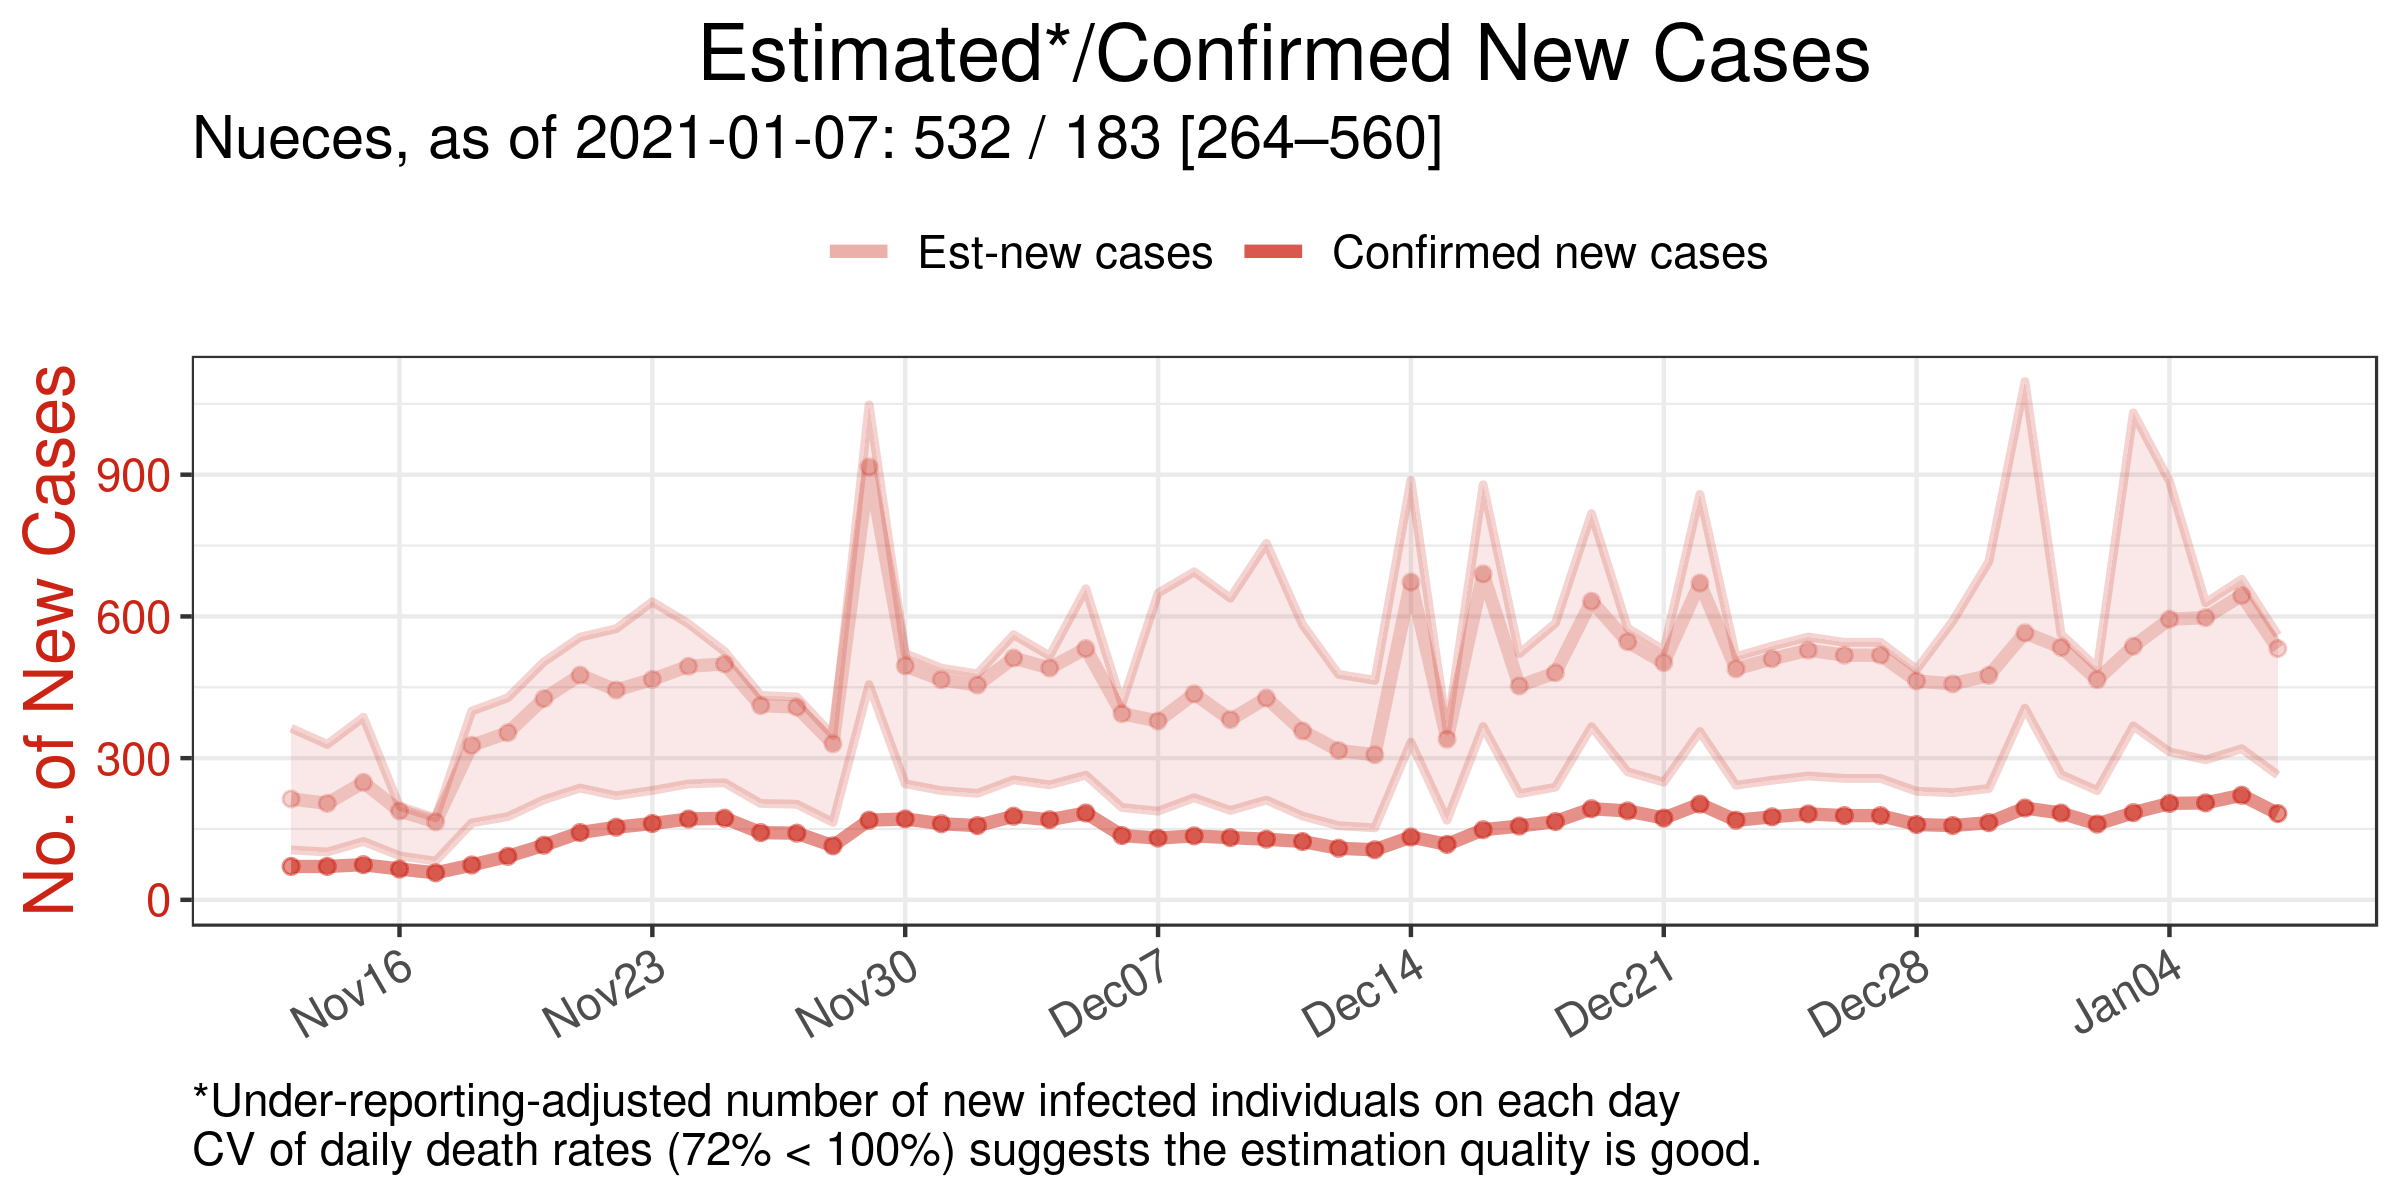 Estimated*/Confirmed New Cases
Nueces, as of 2021-01-07: 532 / 183 [264–560]
Est-new cases
Confirmed new cases
No. of New Cases
900
600
300
0
Nov16
Nov23
Nov30
Dec07
Dec14
Dec21
Dec28
Jan04
*Under-reporting-adjusted number of new infected individuals on each day
CV of daily death rates (72% < 100%) suggests the estimation quality is good.